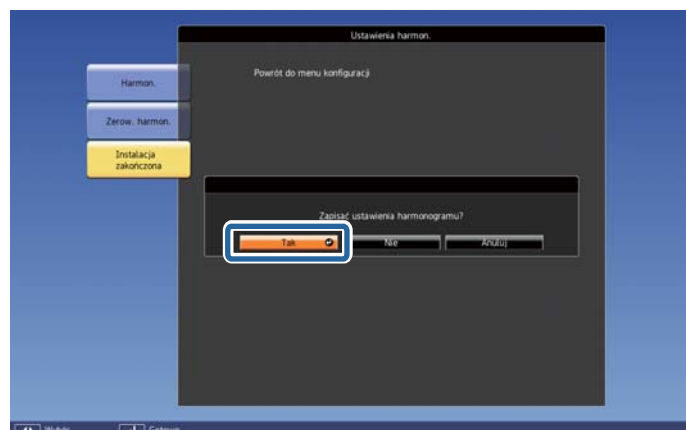 Ustawienia harmon.
Powrót do menu konfiguracji
Harmon.
Zerow. harmon.
Instalacja
zakończona
Zapisać ustawienia harmonogramu?
Tak
Nie
Anuluj